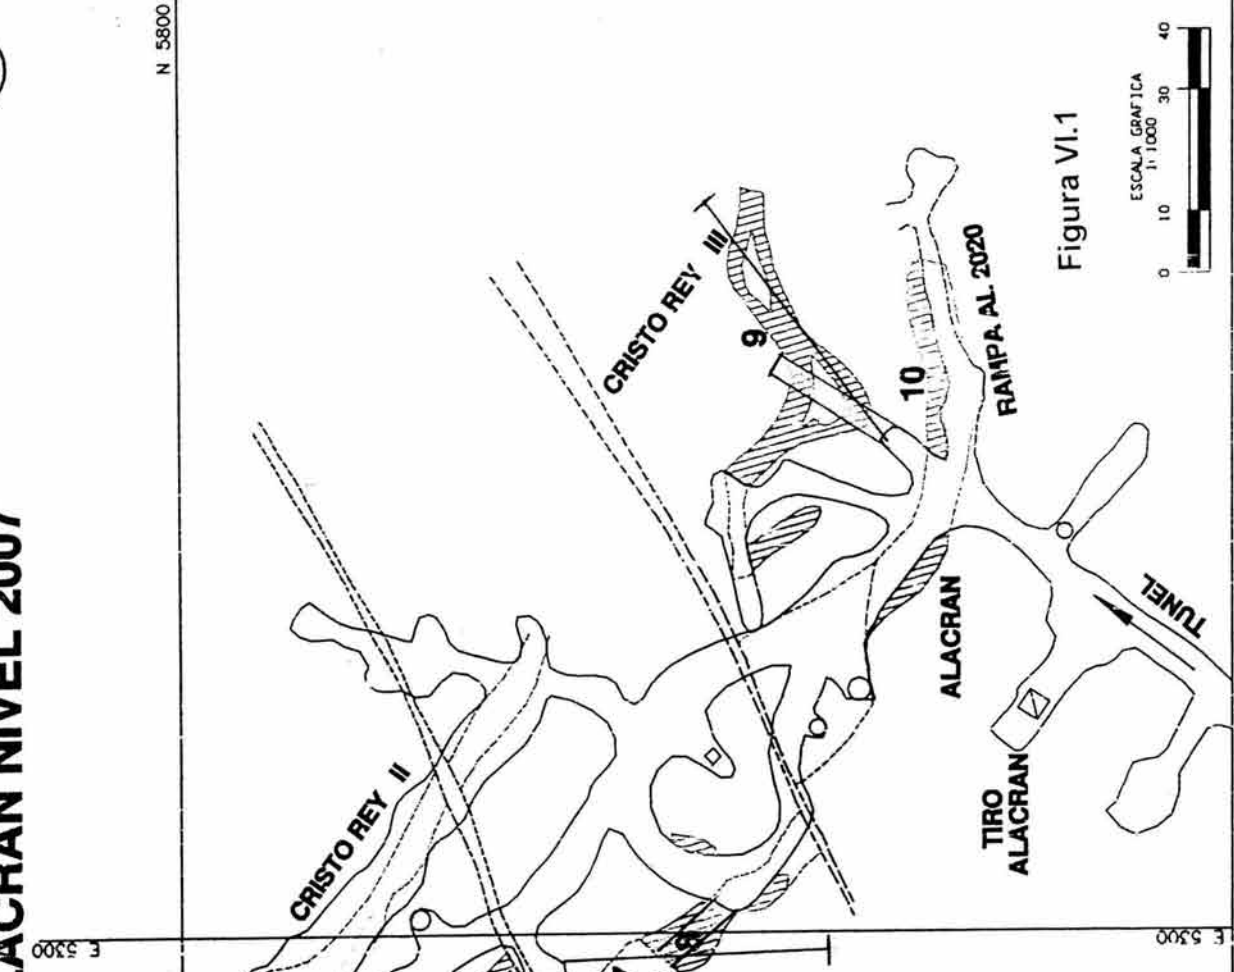 ACRAN NIVEL 2007
N 5800
E 5300
CRISTO REY II
CRISTO REY III
9
10
RAMPA AL. 2020
8
ALACRAN
TIRO
ALACRAN
TUNEL
E 5300
Figura VI.1
ESCALA GRAFICA
1: 1000
0 10 30 40